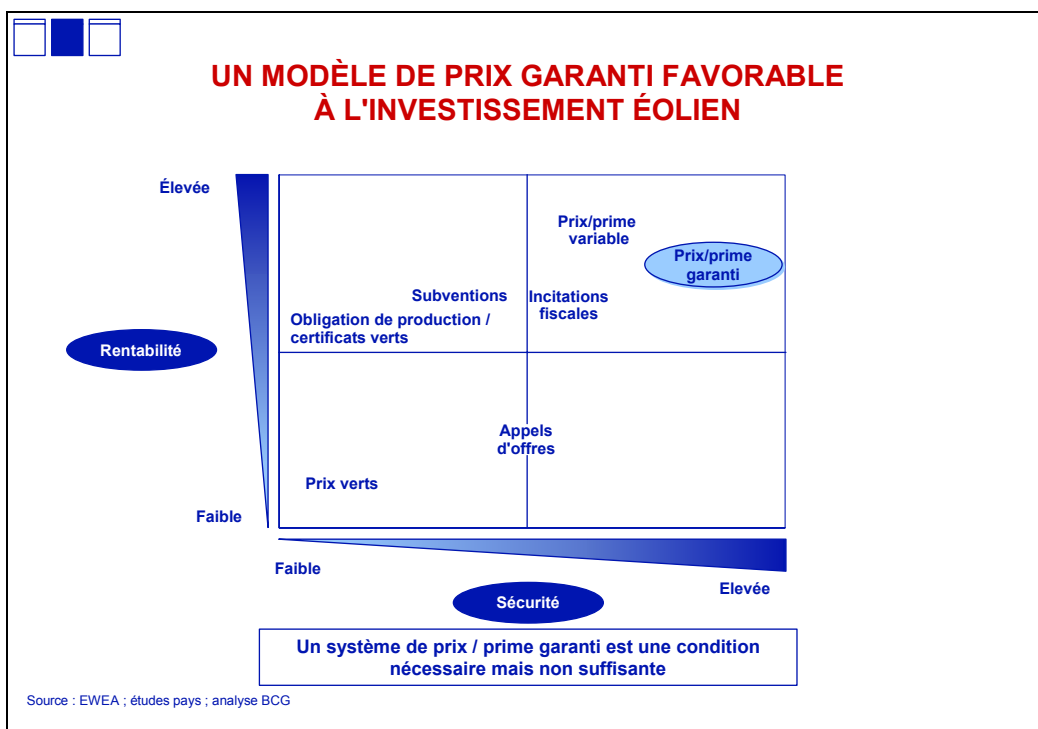 UN MODÈLE DE PRIX GARANTI FAVORABLE
À L'INVESTISSEMENT ÉOLIEN
Élevée
Prix/prime
variable
Prix/prime
garanti
Subventions
Incitations
fiscales
Obligation de production /
certificats verts
Rentabilité
Appels
d'offres
Prix verts
Faible
Faible
Elevée
Sécurité
Un système de prix / prime garanti est une condition
nécessaire mais non suffisante
Source : EWEA ; études pays ; analyse BCG